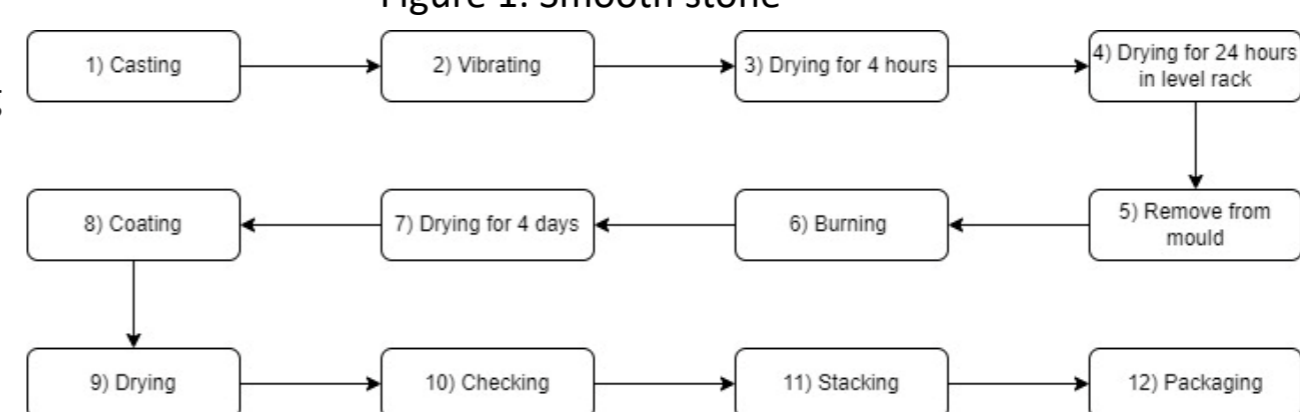 Figure 1: Smooth stone
1) Casting
2) Vibrating
3) Drying for 4 hours
4) Drying for 24 hours
in level rack
5) Remove from
mould
6) Burning
7) Drying for 4 days
8) Coating
9) Drying
10) Checking
11) Stacking
12) Packaging